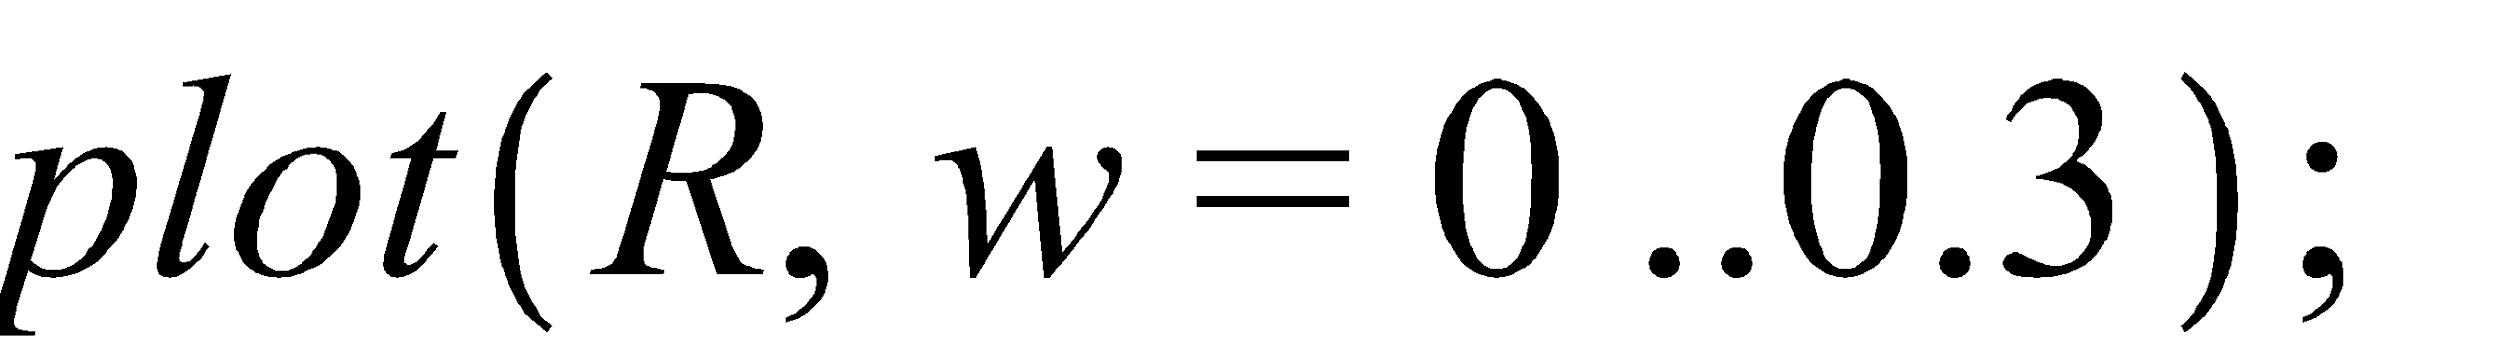 plot(R, w = 0 ..0.3);